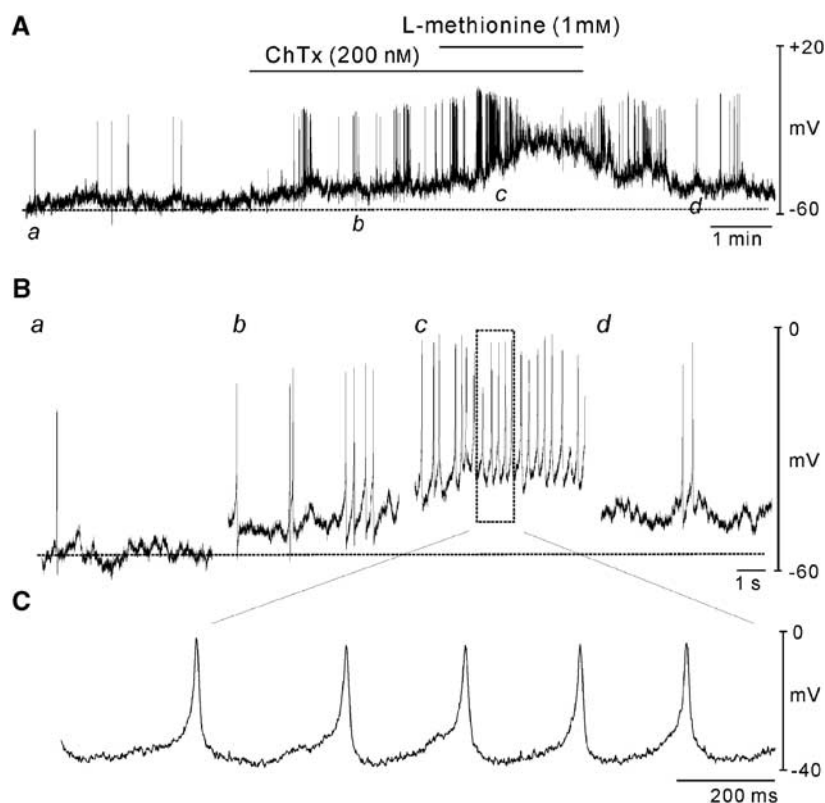 A
L-methionine (1mM)
ChTx (200 nM)
+20
mV
-60
a
b
c
d
1 min
B
a
b
c
d
0
mV
-60
1 s
C
0
mV
-40
200 ms